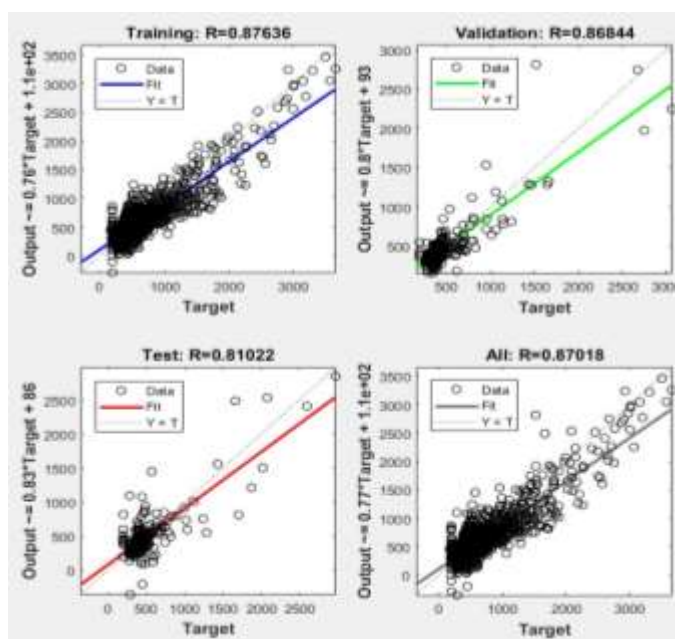 Training: R=0.87636
Output ~= 0.76*Target + 1.1e+02
3500
3000
2500
2000
1500
1000
500
0
Data
Fit
Y = T
0 1000 2000 3000
Target
Validation: R=0.86844
Output ~= 0.8*Target + 93
3000
2500
2000
1500
1000
500
Data
Fit
Y = T
500 1000 1500 2000 2500 3000
Target
Test: R=0.81022
Output ~= 0.83*Target + 86
2500
2000
1500
1000
500
0
Data
Fit
Y = T
0 500 1000 1500 2000 2500
Target
All: R=0.87018
Output ~= 0.77*Target + 1.1e+02
3500
3000
2500
2000
1500
1000
500
0
Data
Fit
Y = T
0 1000 2000 3000
Target